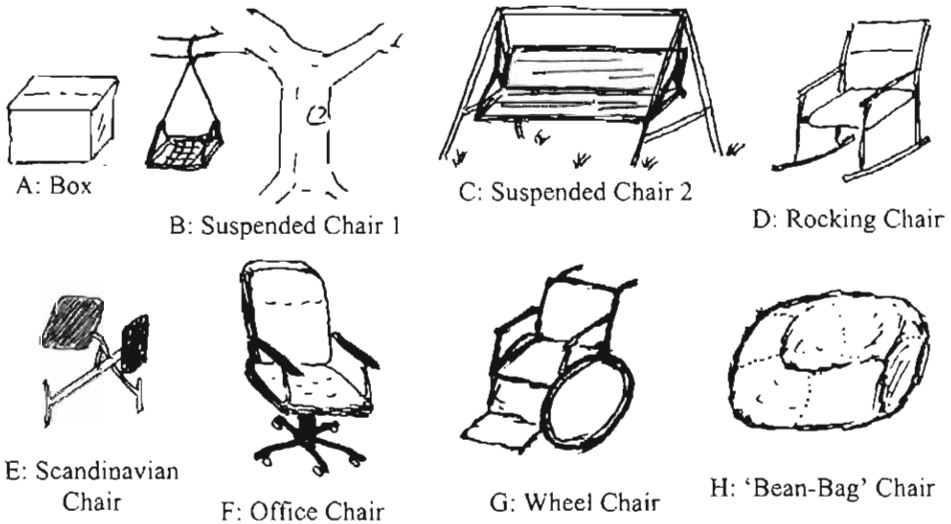 A: Box
B: Suspended Chair 1
C: Suspended Chair 2
D: Rocking Chair
E: Scandinavian
Chair
F: Office Chair
G: Wheel Chair
H: 'Bean-Bag' Chair